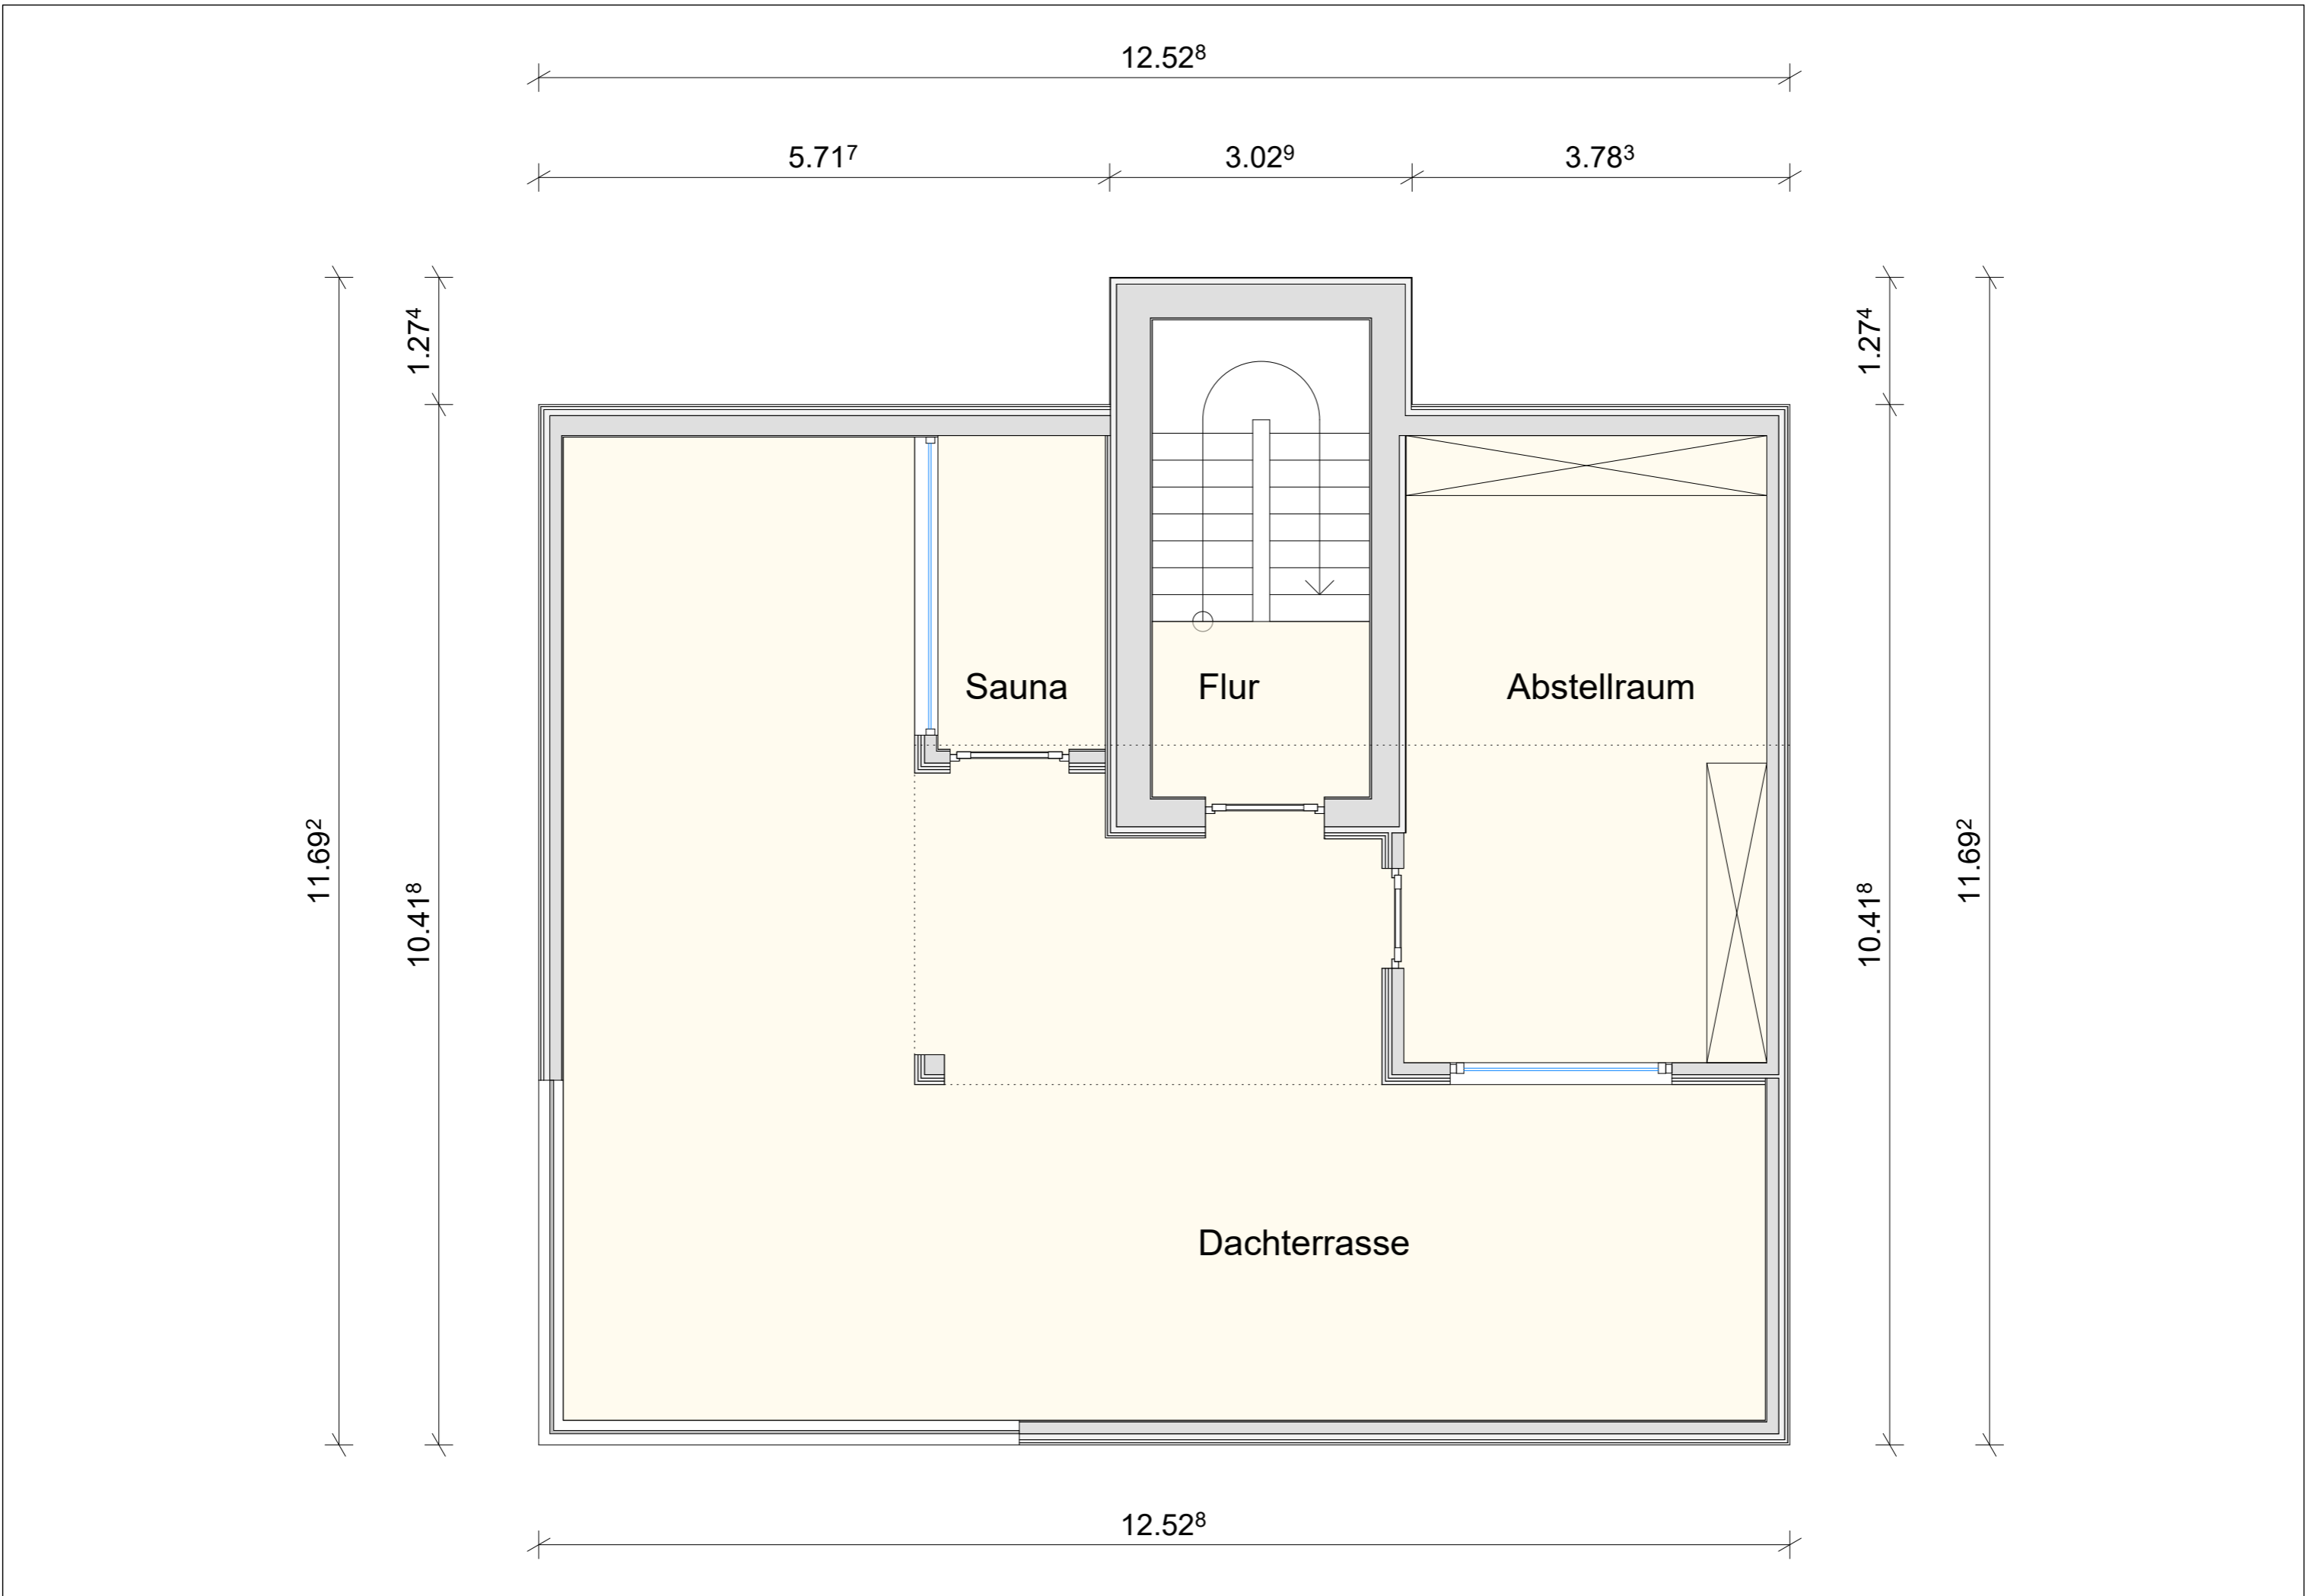 12.52⁸
5.71⁷ 3.02⁹ 3.78³
1.27⁴ 1.27⁴
Sauna Flur Abstellraum
11.69² 10.41⁸ 10.41⁸ 11.69²
Dachterrasse
12.52⁸